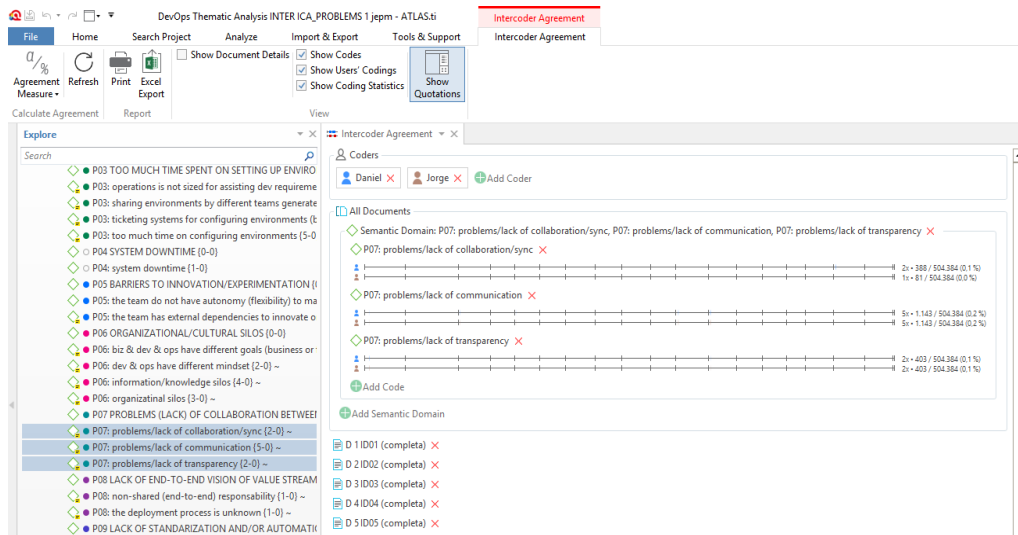 DevOps Thematic Analysis INTER ICA_PROBLEMS 1 jepm - ATLAS.ti
Intercoder Agreement
File Home Search Project Analyze Import & Export Tools & Support Intercoder Agreement
α/%
Agreement Measure
Refresh
Print
Excel Export
Show Document Details
Show Codes
Show Users' Codings
Show Coding Statistics
Show Quotations
Calculate Agreement Report View
Explore
Search
P03 TOO MUCH TIME SPENT ON SETTING UP ENVIRO
P03: operations is not sized for assisting dev requireme
P03: sharing environments by different teams generate
P03: ticketing systems for configuring environments (b
P03: too much time on configuring environments {5-0
P04 SYSTEM DOWNTIME {0-0}
P04: system downtime {1-0}
P05 BARRIERS TO INNOVATION/EXPERIMENTATION {
P05: the team do not have autonomy (flexibility) to ma
P05: the team has external dependencies to innovate o
P06 ORGANIZATIONAL/CULTURAL SILOS {0-0}
P06: biz & dev & ops have different goals (business or
P06: dev & ops have different mindset {2-0} ~
P06: information/knowledge silos {4-0} ~
P06: organizatinal silos {3-0} ~
P07 PROBLEMS (LACK) OF COLLABORATION BETWEE
P07: problems/lack of collaboration/sync {2-0} ~
P07: problems/lack of communication {5-0} ~
P07: problems/lack of transparency {2-0} ~
P08 LACK OF END-TO-END VISION OF VALUE STREAM
P08: non-shared (end-to-end) responsability {1-0} ~
P08: the deployment process is unknown {1-0} ~
P09 LACK OF STANDARIZATION AND/OR AUTOMATI
Intercoder Agreement
Coders
Daniel Jorge Add Coder
All Documents
Semantic Domain: P07: problems/lack of collaboration/sync, P07: problems/lack of communication, P07: problems/lack of transparency
P07: problems/lack of collaboration/sync
2x • 388 / 504.384 (0,1 %)
1x • 81 / 504.384 (0,0 %)
P07: problems/lack of communication
5x • 1.143 / 504.384 (0,2 %)
5x • 1.143 / 504.384 (0,2 %)
P07: problems/lack of transparency
2x • 403 / 504.384 (0,1 %)
2x • 403 / 504.384 (0,1 %)
Add Code
Add Semantic Domain
D 1 ID01 (completa)
D 2 ID02 (completa)
D 3 ID03 (completa)
D 4 ID04 (completa)
D 5 ID05 (completa)